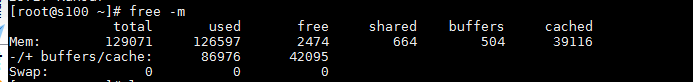 [root@s100 ~]# free -m
total used free shared buffers cached
Mem: 129071 126597 2474 664 504 39116
-/+ buffers/cache: 86976 42095
Swap: 0 0 0